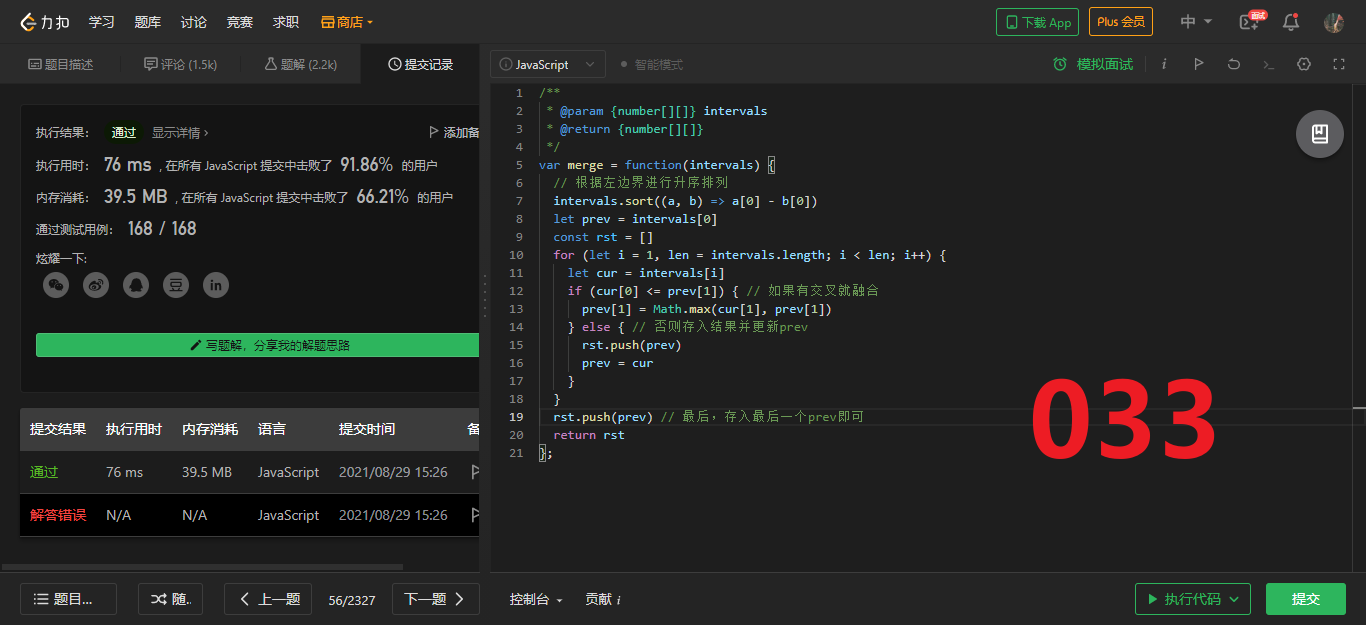 力扣 学习 题库 讨论 竞赛 求职 商店 下载 App Plus 会员 中 面试
题目描述 评论 (1.5k) 题解 (2.2k) 提交记录
执行结果： 通过 显示详情 > 添加备
执行用时： 76 ms , 在所有 JavaScript 提交中击败了 91.86% 的用户
内存消耗： 39.5 MB , 在所有 JavaScript 提交中击败了 66.21% 的用户
通过测试用例： 168 / 168
炫耀一下:
in
写题解，分享我的解题思路
提交结果 执行用时 内存消耗 语言 提交时间 备
通过 76 ms 39.5 MB JavaScript 2021/08/29 15:26
解答错误 N/A N/A JavaScript 2021/08/29 15:26
题目... 随.. 上一题 56/2327 下一题
JavaScript 智能模式 模拟面试 i
1 /**
2 * @param {number[][]} intervals
3 * @return {number[][]}
4 */
5 var merge = function(intervals) {
6 // 根据左边界进行升序排列
7 intervals.sort((a, b) => a[0] - b[0])
8 let prev = intervals[0]
9 const rst = []
10 for (let i = 1, len = intervals.length; i < len; i++) {
11 let cur = intervals[i]
12 if (cur[0] <= prev[1]) { // 如果有交叉就融合
13 prev[1] = Math.max(cur[1], prev[1])
14 } else { // 否则存入结果并更新prev
15 rst.push(prev)
16 prev = cur
17 }
18 }
19 rst.push(prev) // 最后，存入最后一个prev即可
20 return rst
21 };
033
控制台 贡献 i 执行代码 提交